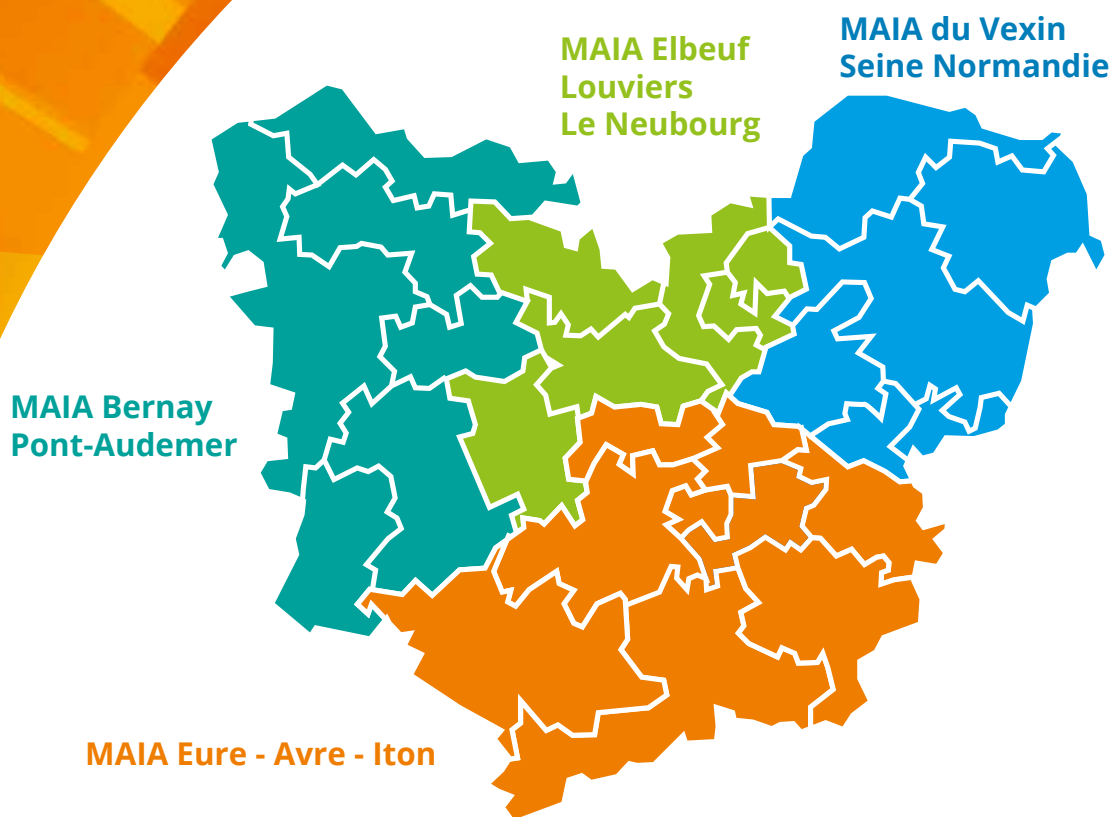 MAIA du Vexin
Seine Normandie
MAIA Elbeuf
Louviers
Le Neubourg
MAIA Bernay
Pont-Audemer
MAIA Eure - Avre - Iton